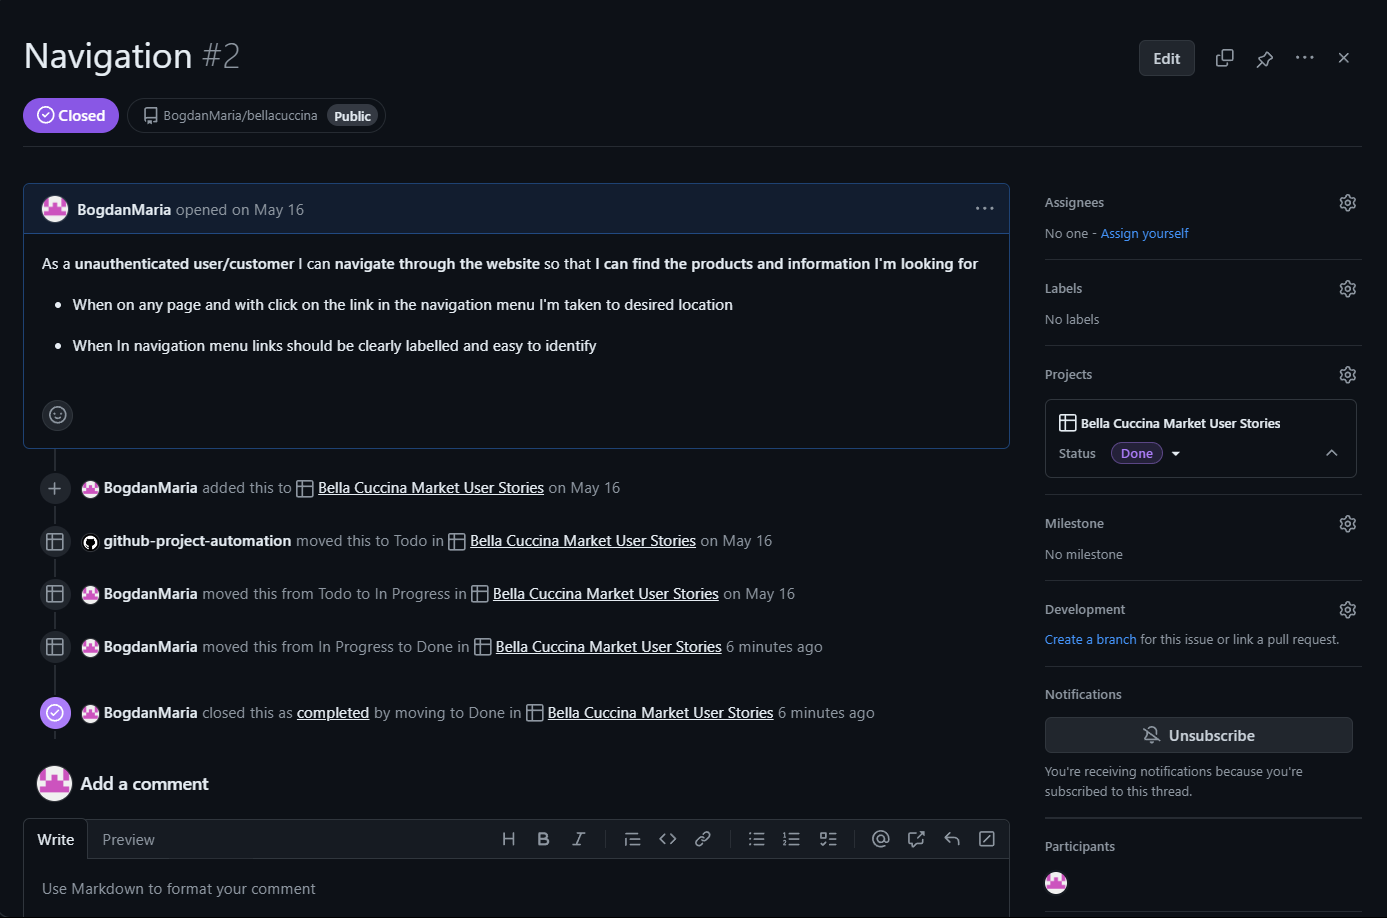 Navigation #2
Edit
Closed
BogdanMaria/bellacuccina Public
BogdanMaria opened on May 16
As a unauthenticated user/customer I can navigate through the website so that I can find the products and information I'm looking for
When on any page and with click on the link in the navigation menu I'm taken to desired location
When In navigation menu links should be clearly labelled and easy to identify
BogdanMaria added this to Bella Cuccina Market User Stories on May 16
github-project-automation moved this to Todo in Bella Cuccina Market User Stories on May 16
BogdanMaria moved this from Todo to In Progress in Bella Cuccina Market User Stories on May 16
BogdanMaria moved this from In Progress to Done in Bella Cuccina Market User Stories 6 minutes ago
BogdanMaria closed this as completed by moving to Done in Bella Cuccina Market User Stories 6 minutes ago
Add a comment
Write
Preview
Use Markdown to format your comment
Assignees
No one - Assign yourself
Labels
No labels
Projects
Bella Cuccina Market User Stories
Status Done
Milestone
No milestone
Development
Create a branch for this issue or link a pull request.
Notifications
Unsubscribe
You're receiving notifications because you're
subscribed to this thread.
Participants